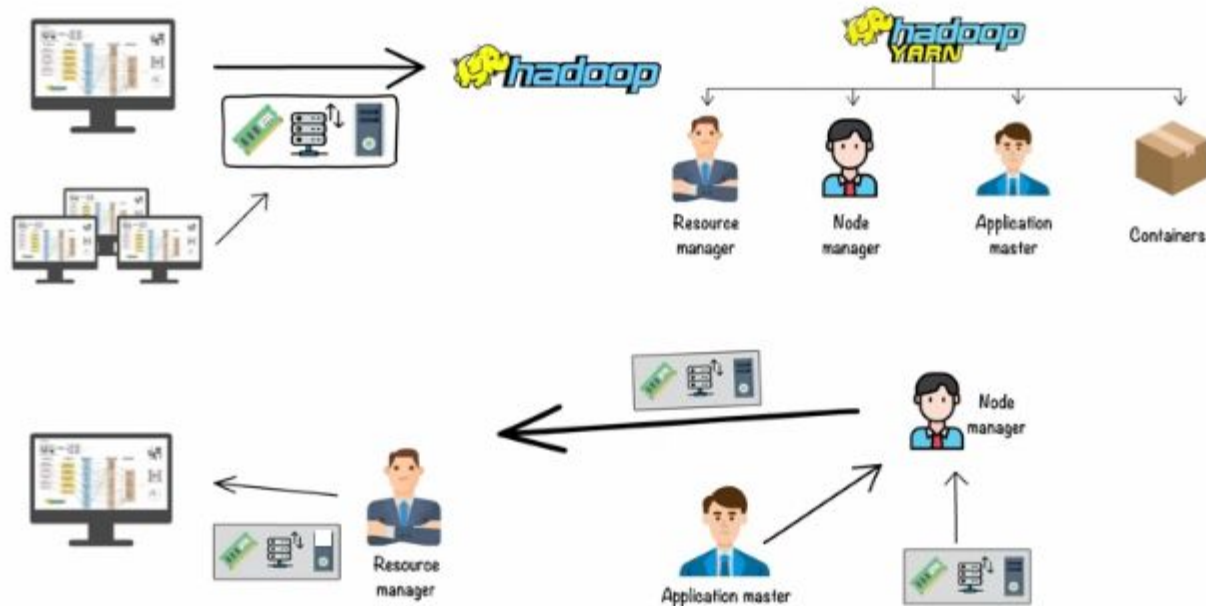 hadoop
hadoop
YARN
Resource
manager
Node
manager
Application
master
Containers
Node
manager
Resource
manager
Application master